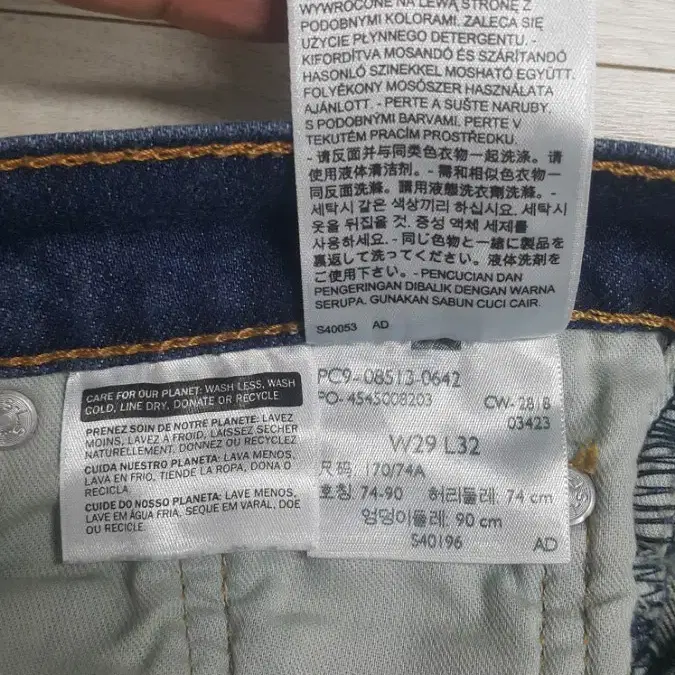 WYWRÓCONE NA LEWĄ STRONĘ Z
PODOBNYMI KOLORAMI. ZALECA SIĘ
UŻYCIE PŁYNNEGO DETERGENTU. -
KIFORDÍTVA MOSANDÓ ÉS SZÁRÍTANDÓ
HASONLÓ SZINEKKEL MOSHATÓ EGYÜTT.
FOLYÉKONY MOSÓSZER HASZNÁLATA
AJÁNLOTT. - PERTE A SUŠTE NARUBY.
S PODOBNÝMI BARVAMI. PERTE V
TEKUTÉM PRACÍM PROSTŘEDKU.
- 请反面并与同类色衣物一起洗涤。请
使用液体清洁剂。- 需和相似色衣物一
同反面洗滌。請用液態洗衣劑洗滌。-
세탁시 같은 색상끼리 하십시요. 세탁시
옷을 뒤집을 것. 중성 액체 세제를
사용하세요. - 同じ色物と一緒に製品を
裏返して洗ってください。液体洗剤を
ご使用下さい。- PENCUCIAN DAN
PENGERINGAN DIBALIK DENGAN WARNA
SERUPA. GUNAKAN SABUN CUCI CAIR.
S40053 AD
CARE FOR OUR PLANET: WASH LESS, WASH
COLD, LINE DRY, DONATE OR RECYCLE
PRENEZ SOIN DE NOTRE PLANETE: LAVEZ
MOINS, LAVEZ À FROID, LAISSEZ SÉCHER
NATURELLEMENT, DONNEZ OU RECYCLEZ
CUIDA NUESTRO PLANETA: LAVA MENOS,
LAVA EN FRIO, TIENDE LA ROPA, DONA O
RECICLA
CUIDE DO NOSSO PLANETA: LAVE MENOS,
LAVE EM ÁGUA FRIA, SEQUE EM VARAL, DOE
OU RECICLE.
PC9-08513-0642
PO-4545008203 CW-2818
03423
W29 L32
尺码 170/74A
호칭 74-90 허리둘레: 74 cm
엉덩이둘레: 90 cm
S40196 AD